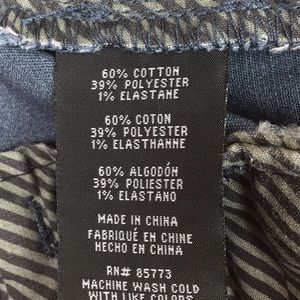 60% COTTON
39% POLYESTER
1% ELASTANE
60% COTON
39% POLYESTER
1% ELASTHANNE
60% ALGODÓN
39% POLIESTER
1% ELASTANO
MADE IN CHINA
FABRIQUÉ EN CHINE
HECHO EN CHINA
RN# 85773
MACHINE WASH COLD
WITH LIKE COLORS